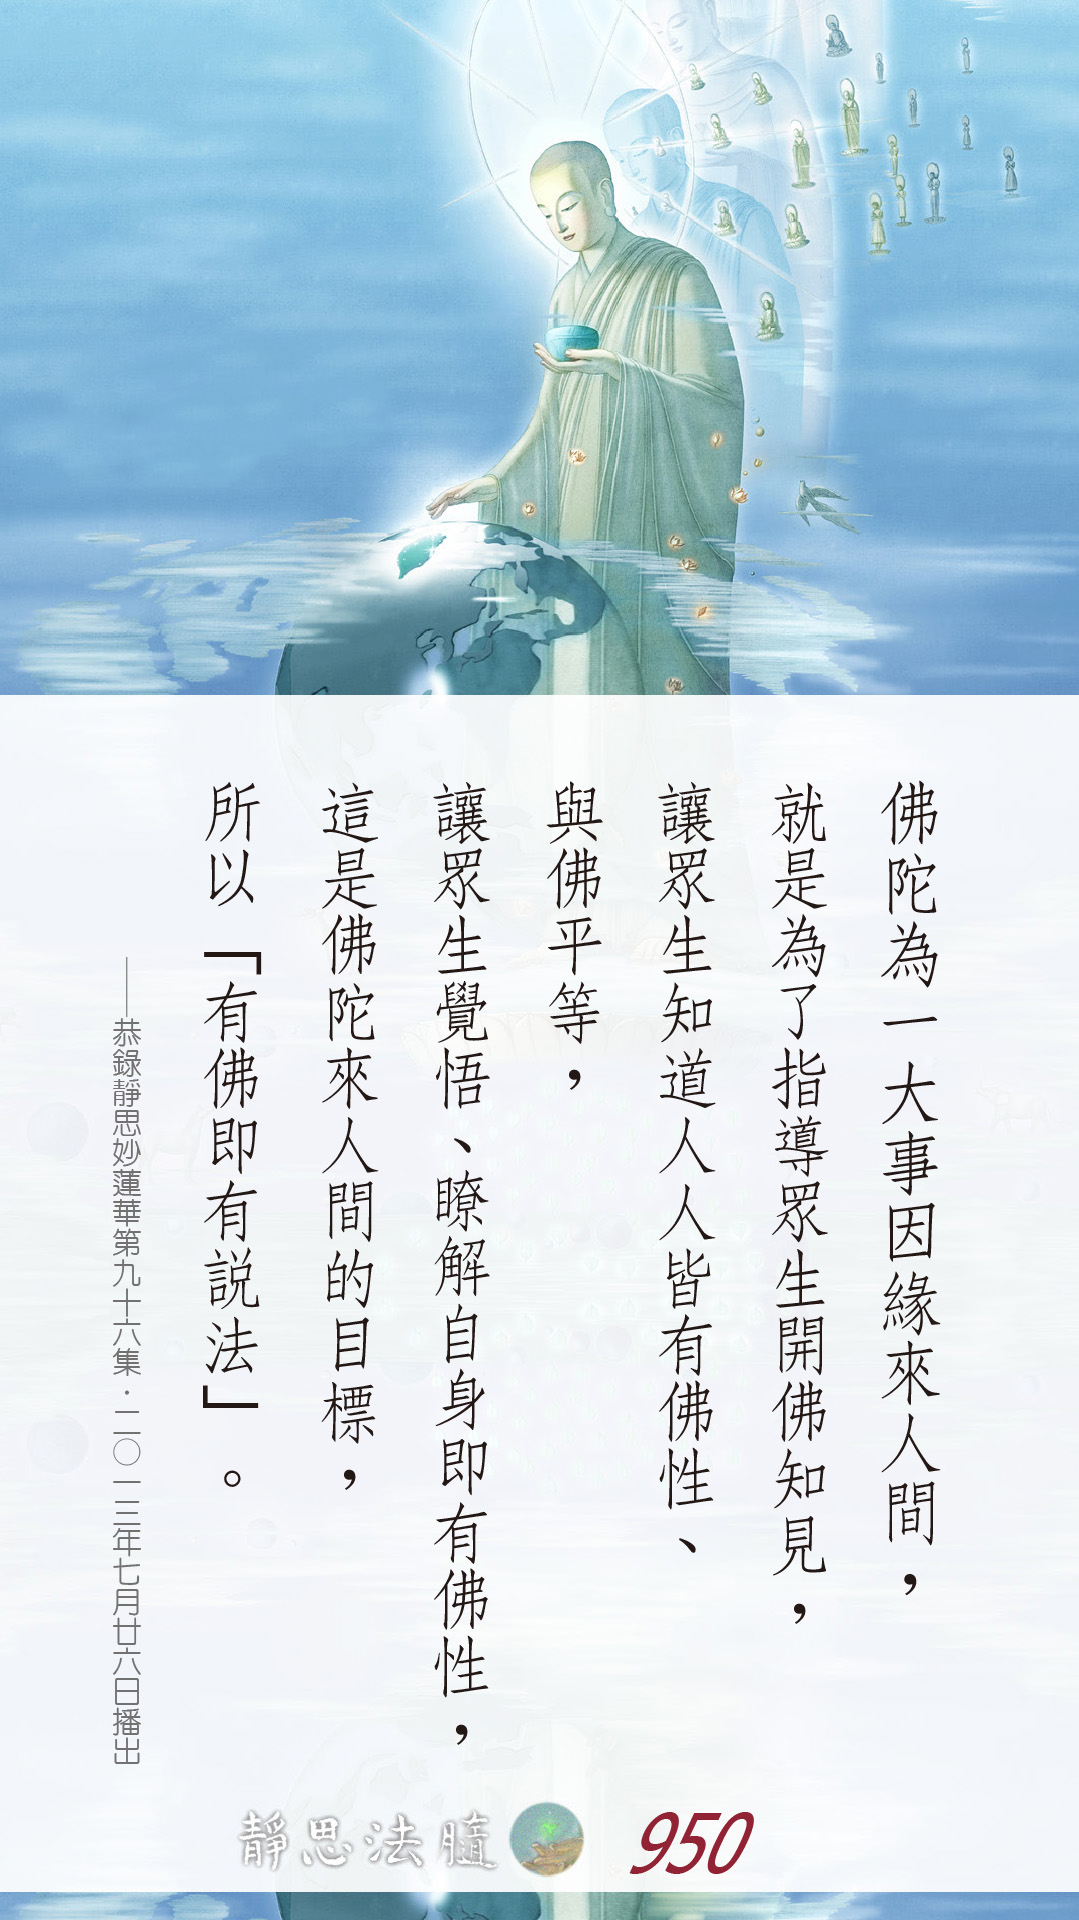 佛陀為一大事因緣來人間，
就是為了指導眾生開佛知見，
讓眾生知道人人皆有佛性、
與佛平等，
讓眾生覺悟、瞭解自身即有佛性，
這是佛陀來人間的目標，
所以「有佛即有說法」。
——恭錄靜思妙蓮華第九十六集．二〇一三年七月廿六日播出
靜思法髓
950